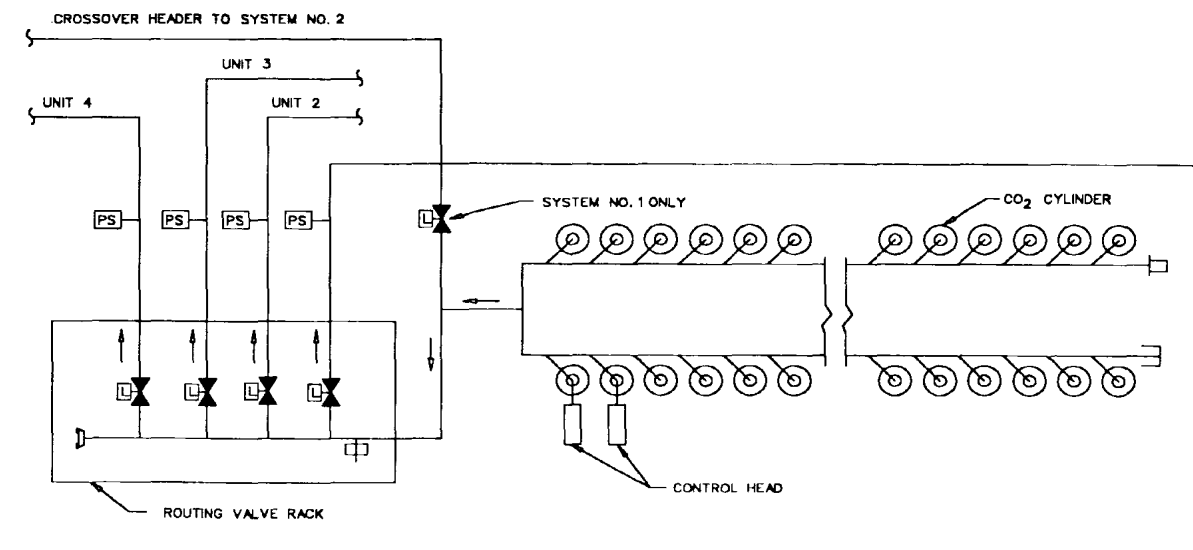 CROSSOVER HEADER TO SYSTEM NO. 2
UNIT 3
UNIT 4
UNIT 2
PS
PS
PS
PS
L
SYSTEM NO. 1 ONLY
CO2 CYLINDER
L
L
L
L
CONTROL HEAD
ROUTING VALVE RACK